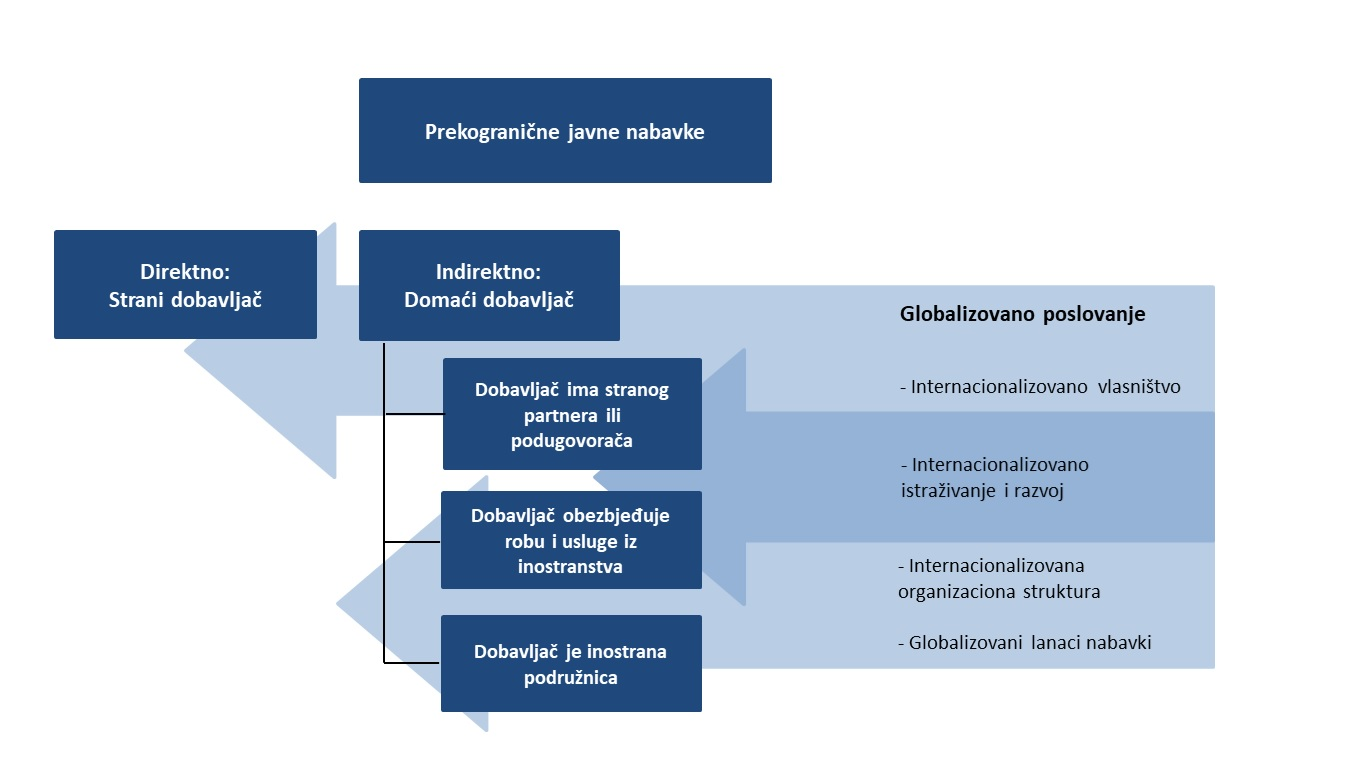 Prekogranične javne nabavke
Direktno:
Strani dobavljač
Indirektno:
Domaći dobavljač
Dobavljač ima stranog
partnera ili
podugovorača
Dobavljač obezbjeđuje
robu i usluge iz
inostranstva
Dobavljač je inostrana
podružnica
Globalizovano poslovanje
- Internacionalizovano vlasništvo
- Internacionalizovano
istraživanje i razvoj
- Internacionalizovana
organizaciona struktura
- Globalizovani lanaci nabavki